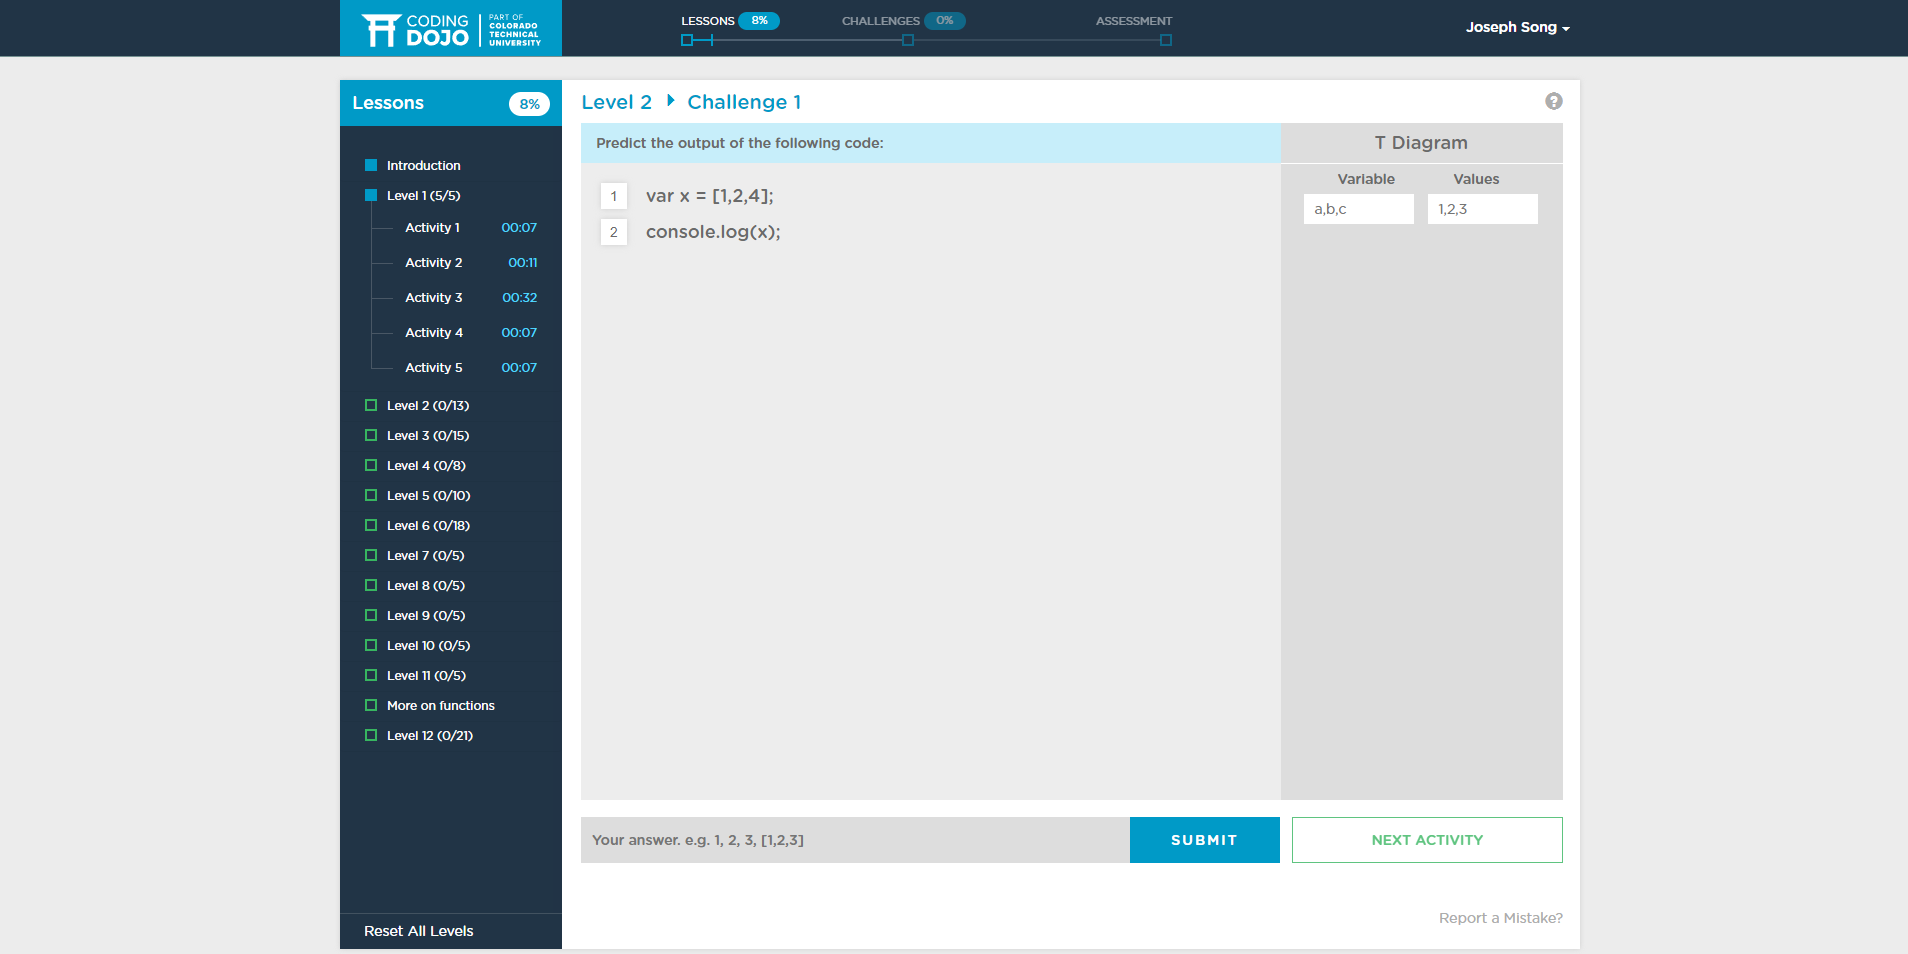 CODING DOJO
PART OF COLORADO TECHNICAL UNIVERSITY
LESSONS 8%
CHALLENGES 0%
ASSESSMENT
Joseph Song
Lessons 8%
Introduction
Level 1 (5/5)
Activity 1 00:07
Activity 2 00:11
Activity 3 00:32
Activity 4 00:07
Activity 5 00:07
Level 2 (0/13)
Level 3 (0/15)
Level 4 (0/8)
Level 5 (0/10)
Level 6 (0/18)
Level 7 (0/5)
Level 8 (0/5)
Level 9 (0/5)
Level 10 (0/5)
Level 11 (0/5)
More on functions
Level 12 (0/21)
Reset All Levels
Level 2 Challenge 1
?
Predict the output of the following code:
1 var x = [1,2,4];
2 console.log(x);
T Diagram
Variable Values
a,b,c 1,2,3
Your answer. e.g. 1, 2, 3, [1,2,3]
SUBMIT
NEXT ACTIVITY
Report a Mistake?